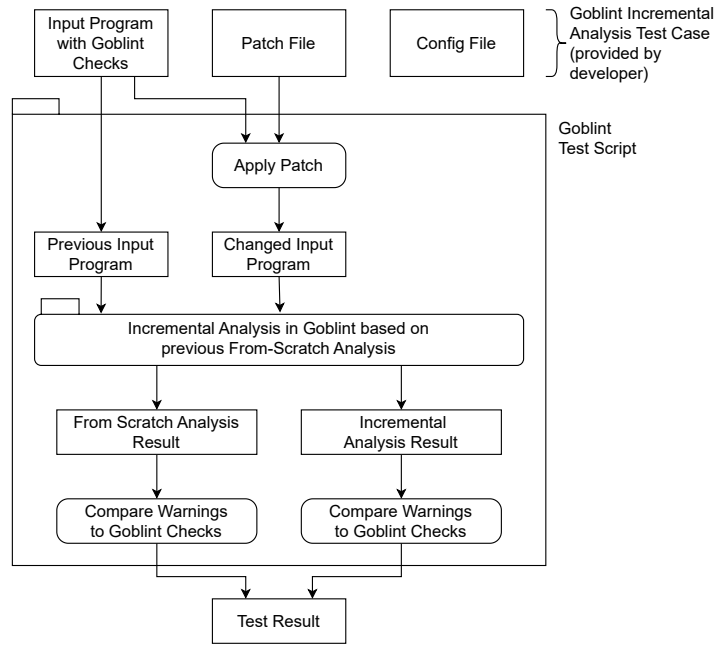 Input Program
with Goblint
Checks
Patch File
Config File
Goblint Incremental
Analysis Test Case
(provided by
developer)
Goblint
Test Script
Apply Patch
Previous Input
Program
Changed Input
Program
Incremental Analysis in Goblint based on
previous From-Scratch Analysis
From Scratch Analysis
Result
Incremental
Analysis Result
Compare Warnings
to Goblint Checks
Compare Warnings
to Goblint Checks
Test Result